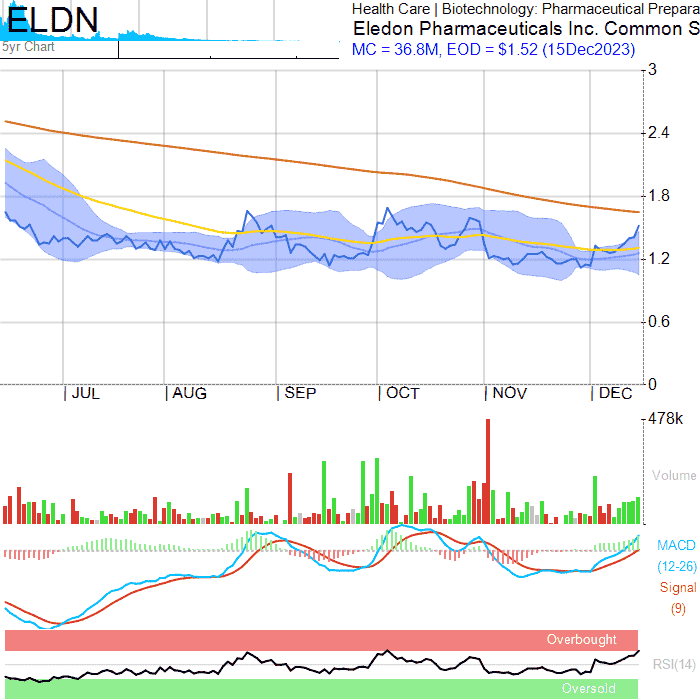 ELDN
Health Care | Biotechnology: Pharmaceutical Prepara
Eledon Pharmaceuticals Inc. Common S
5yr Chart
MC = 36.8M, EOD = $1.52 (15Dec2023)
3
2.4
1.8
1.2
0.6
0
JUL
AUG
SEP
OCT
NOV
DEC
478k
Volume
MACD
(12-26)
Signal
(9)
Overbought
RSI(14)
Oversold